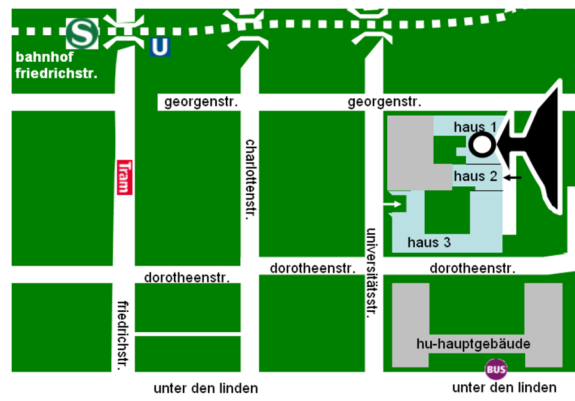 S
U
bahnhof
friedrichstr.
georgenstr.
georgenstr.
haus 1
Tram
charlottenstr.
haus 2
universitätsstr.
haus 3
dorotheenstr.
dorotheenstr.
dorotheenstr.
friedrichstr.
hu-hauptgebäude
BUS
unter den linden
unter den linden